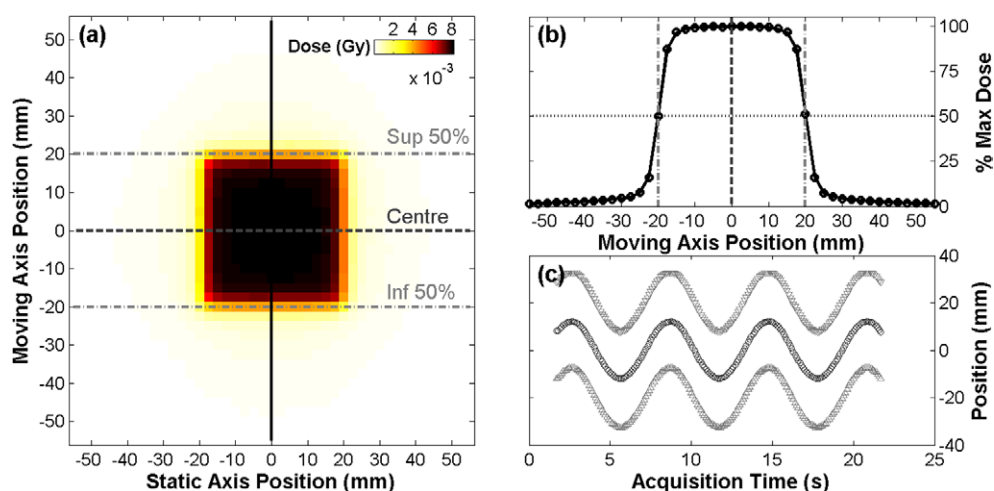 (a)
Dose (Gy)
2 4 6 8
x 10-3
Sup 50%
Centre
Inf 50%
50
40
30
20
10
0
-10
-20
-30
-40
-50
Moving Axis Position (mm)
-50 -40 -30 -20 -10 0 10 20 30 40 50
Static Axis Position (mm)
(b)
100
75
50
25
0
% Max Dose
-50 -40 -30 -20 -10 0 10 20 30 40 50
Moving Axis Position (mm)
(c)
40
20
0
-20
-40
Position (mm)
0 5 10 15 20 25
Acquisition Time (s)